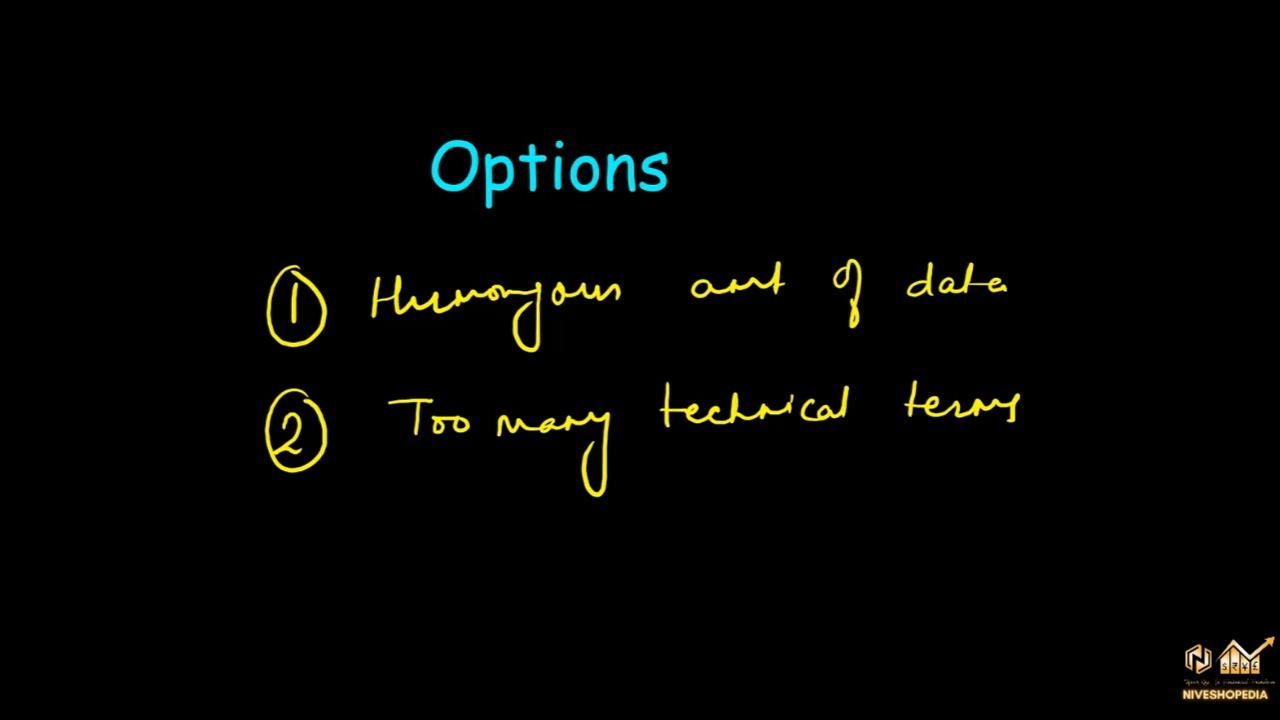 Options
① Humongous amt of data
② Too many technical terms
NIVESHOPEDIA